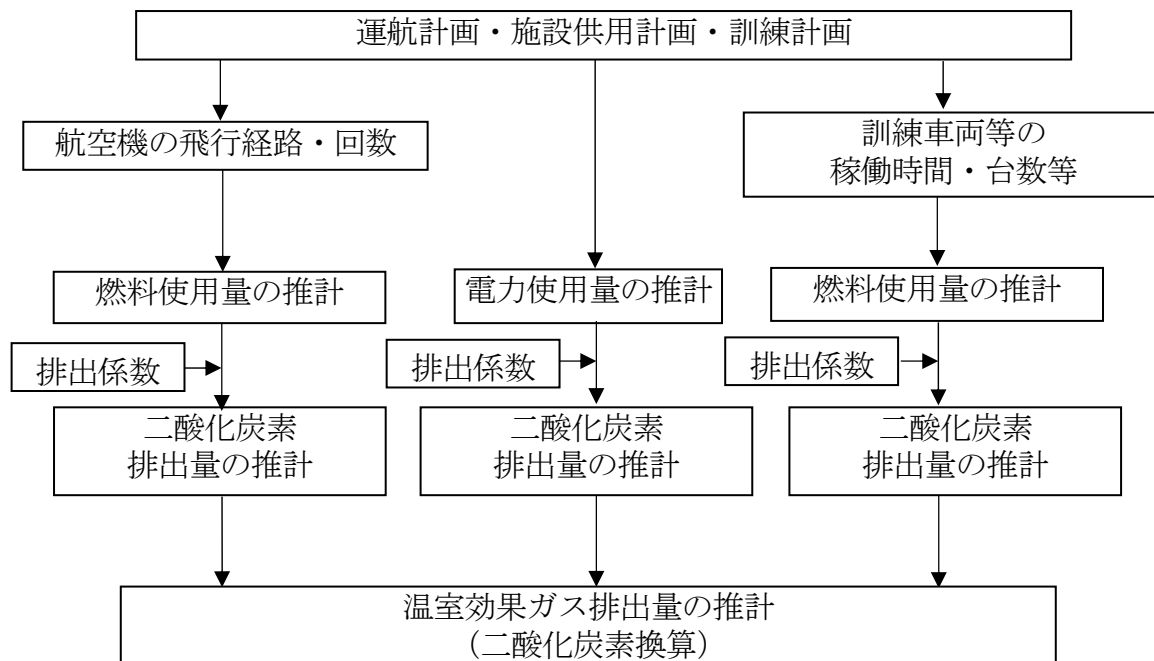 運航計画・施設供用計画・訓練計画
航空機の飛行経路・回数
訓練車両等の
稼働時間・台数等
燃料使用量の推計
電力使用量の推計
燃料使用量の推計
排出係数
排出係数
排出係数
二酸化炭素
排出量の推計
二酸化炭素
排出量の推計
二酸化炭素
排出量の推計
温室効果ガス排出量の推計
（二酸化炭素換算）